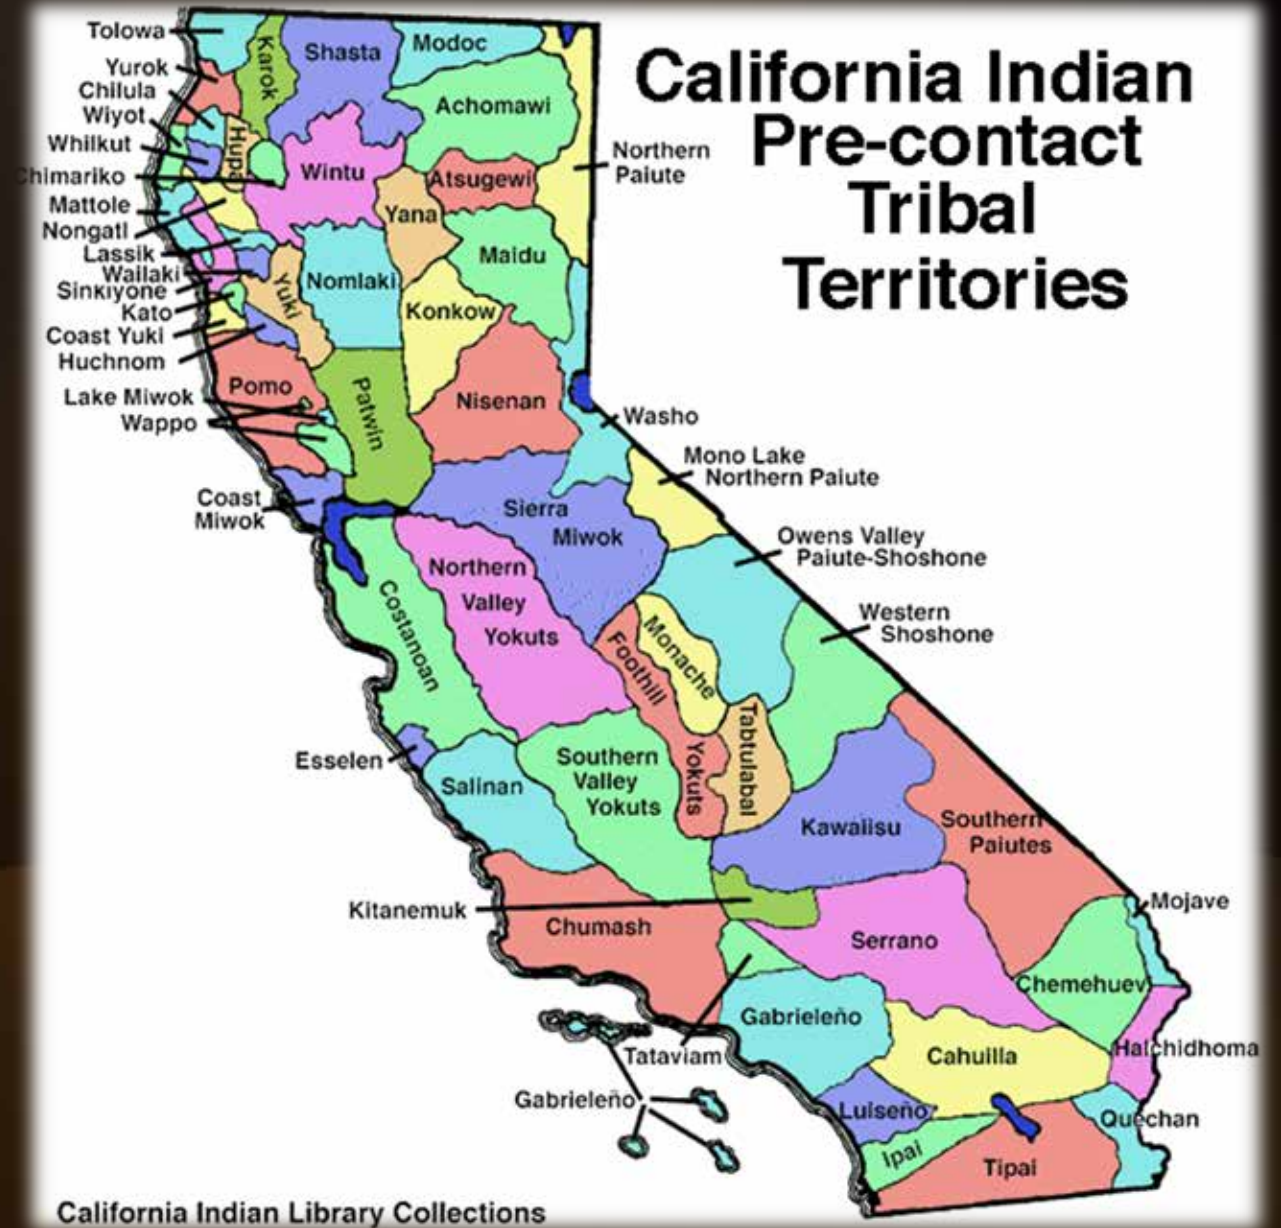 California Indian
Pre-contact
Tribal
Territories
Tolowa
Yurok
Chilula
Wiyot
Whilkut
Chimariko
Mattole
Nongatl
Lassik
Wailaki
Sinkiyone
Kato
Coast Yuki
Huchnom
Lake Miwok
Wappo
Coast
Miwok
Karok
Shasta
Modoc
Achomawi
Hupa
Wintu
Atsugewi
Northern
Paiute
Yana
Maidu
Yuki
Nomlaki
Konkow
Pomo
Patwin
Nisenan
Washo
Mono Lake
Northern Paiute
Sierra
Miwok
Owens Valley
Paiute-Shoshone
Northern
Valley
Yokuts
Costanoan
Foothill
Yokuts
Monache
Western
Shoshone
Tabtulabal
Esselen
Salinan
Southern
Valley
Yokuts
Kawaiisu
Southern
Paiutes
Kitanemuk
Chumash
Serrano
Mojave
Chemehuev
Gabrieleño
Tataviam
Cahuilla
Halchidhoma
Gabrieleño
Luiseño
Quechan
Ipai
Tipai
California Indian Library Collections